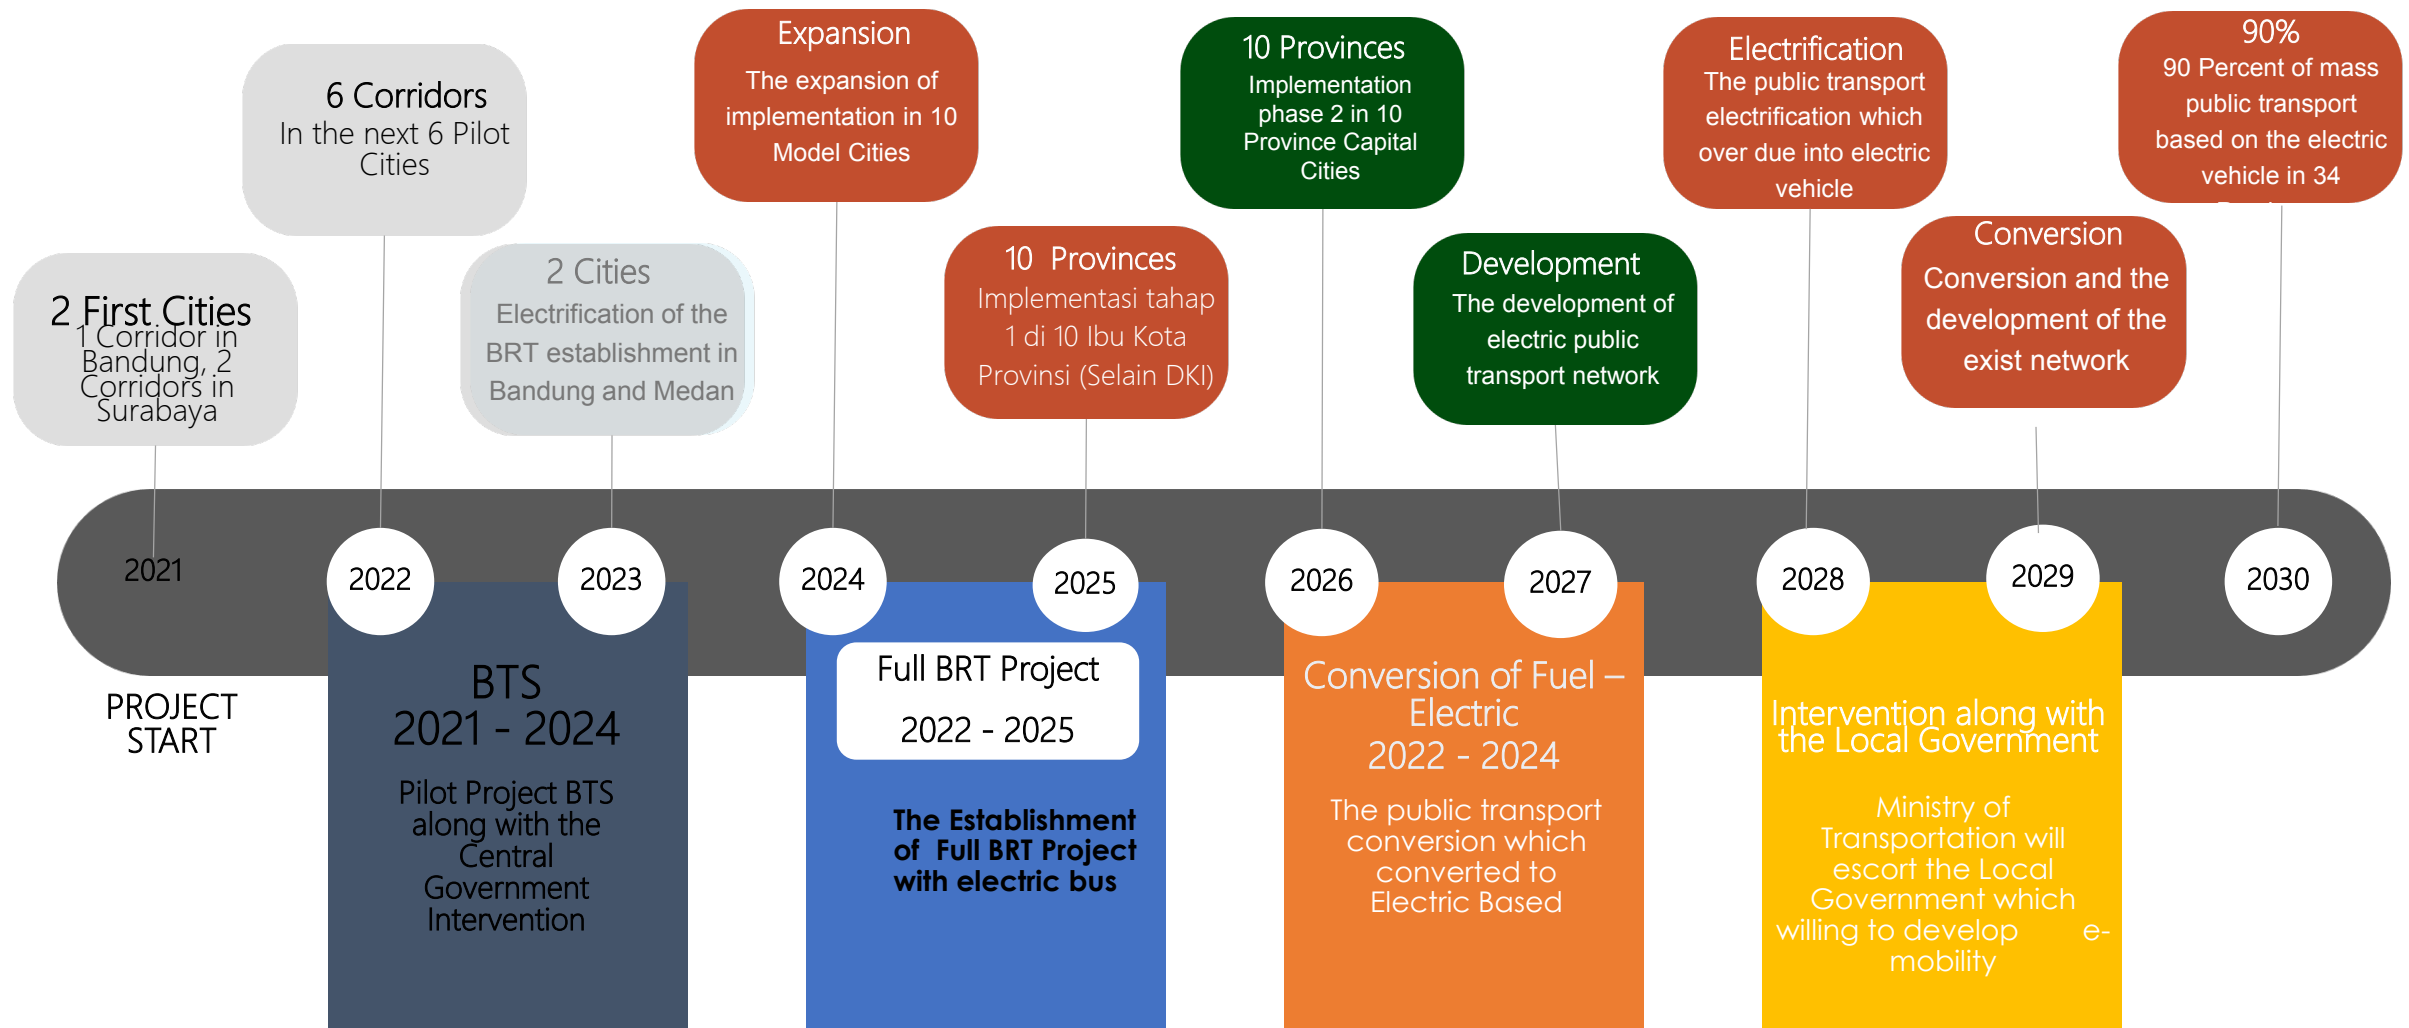 2 First Cities
1 Corridor in
Bandung, 2
Corridors in
Surabaya
6 Corridors
In the next 6 Pilot
Cities
2 Cities
Electrification of the
BRT establishment in
Bandung and Medan
Expansion
The expansion of
implementation in 10
Model Cities
10 Provinces
Implementasi tahap
1 di 10 Ibu Kota
Provinsi (Selain DKI)
10 Provinces
Implementation
phase 2 in 10
Province Capital
Cities
Development
The development of
electric public
transport network
Electrification
The public transport
electrification which
over due into electric
vehicle
Conversion
Conversion and the
development of the
exist network
90%
90 Percent of mass
public transport
based on the electric
vehicle in 34
2021
2022
2023
2024
2025
2026
2027
2028
2029
2030
PROJECT
START
BTS
2021 - 2024
Pilot Project BTS
along with the
Central
Government
Intervention
Full BRT Project
2022 - 2025
The Establishment
of Full BRT Project
with electric bus
Conversion of Fuel –
Electric
2022 - 2024
The public transport
conversion which
converted to
Electric Based
Intervention along with
the Local Government
Ministry of
Transportation will
escort the Local
Government which
willing to develop e-
mobility